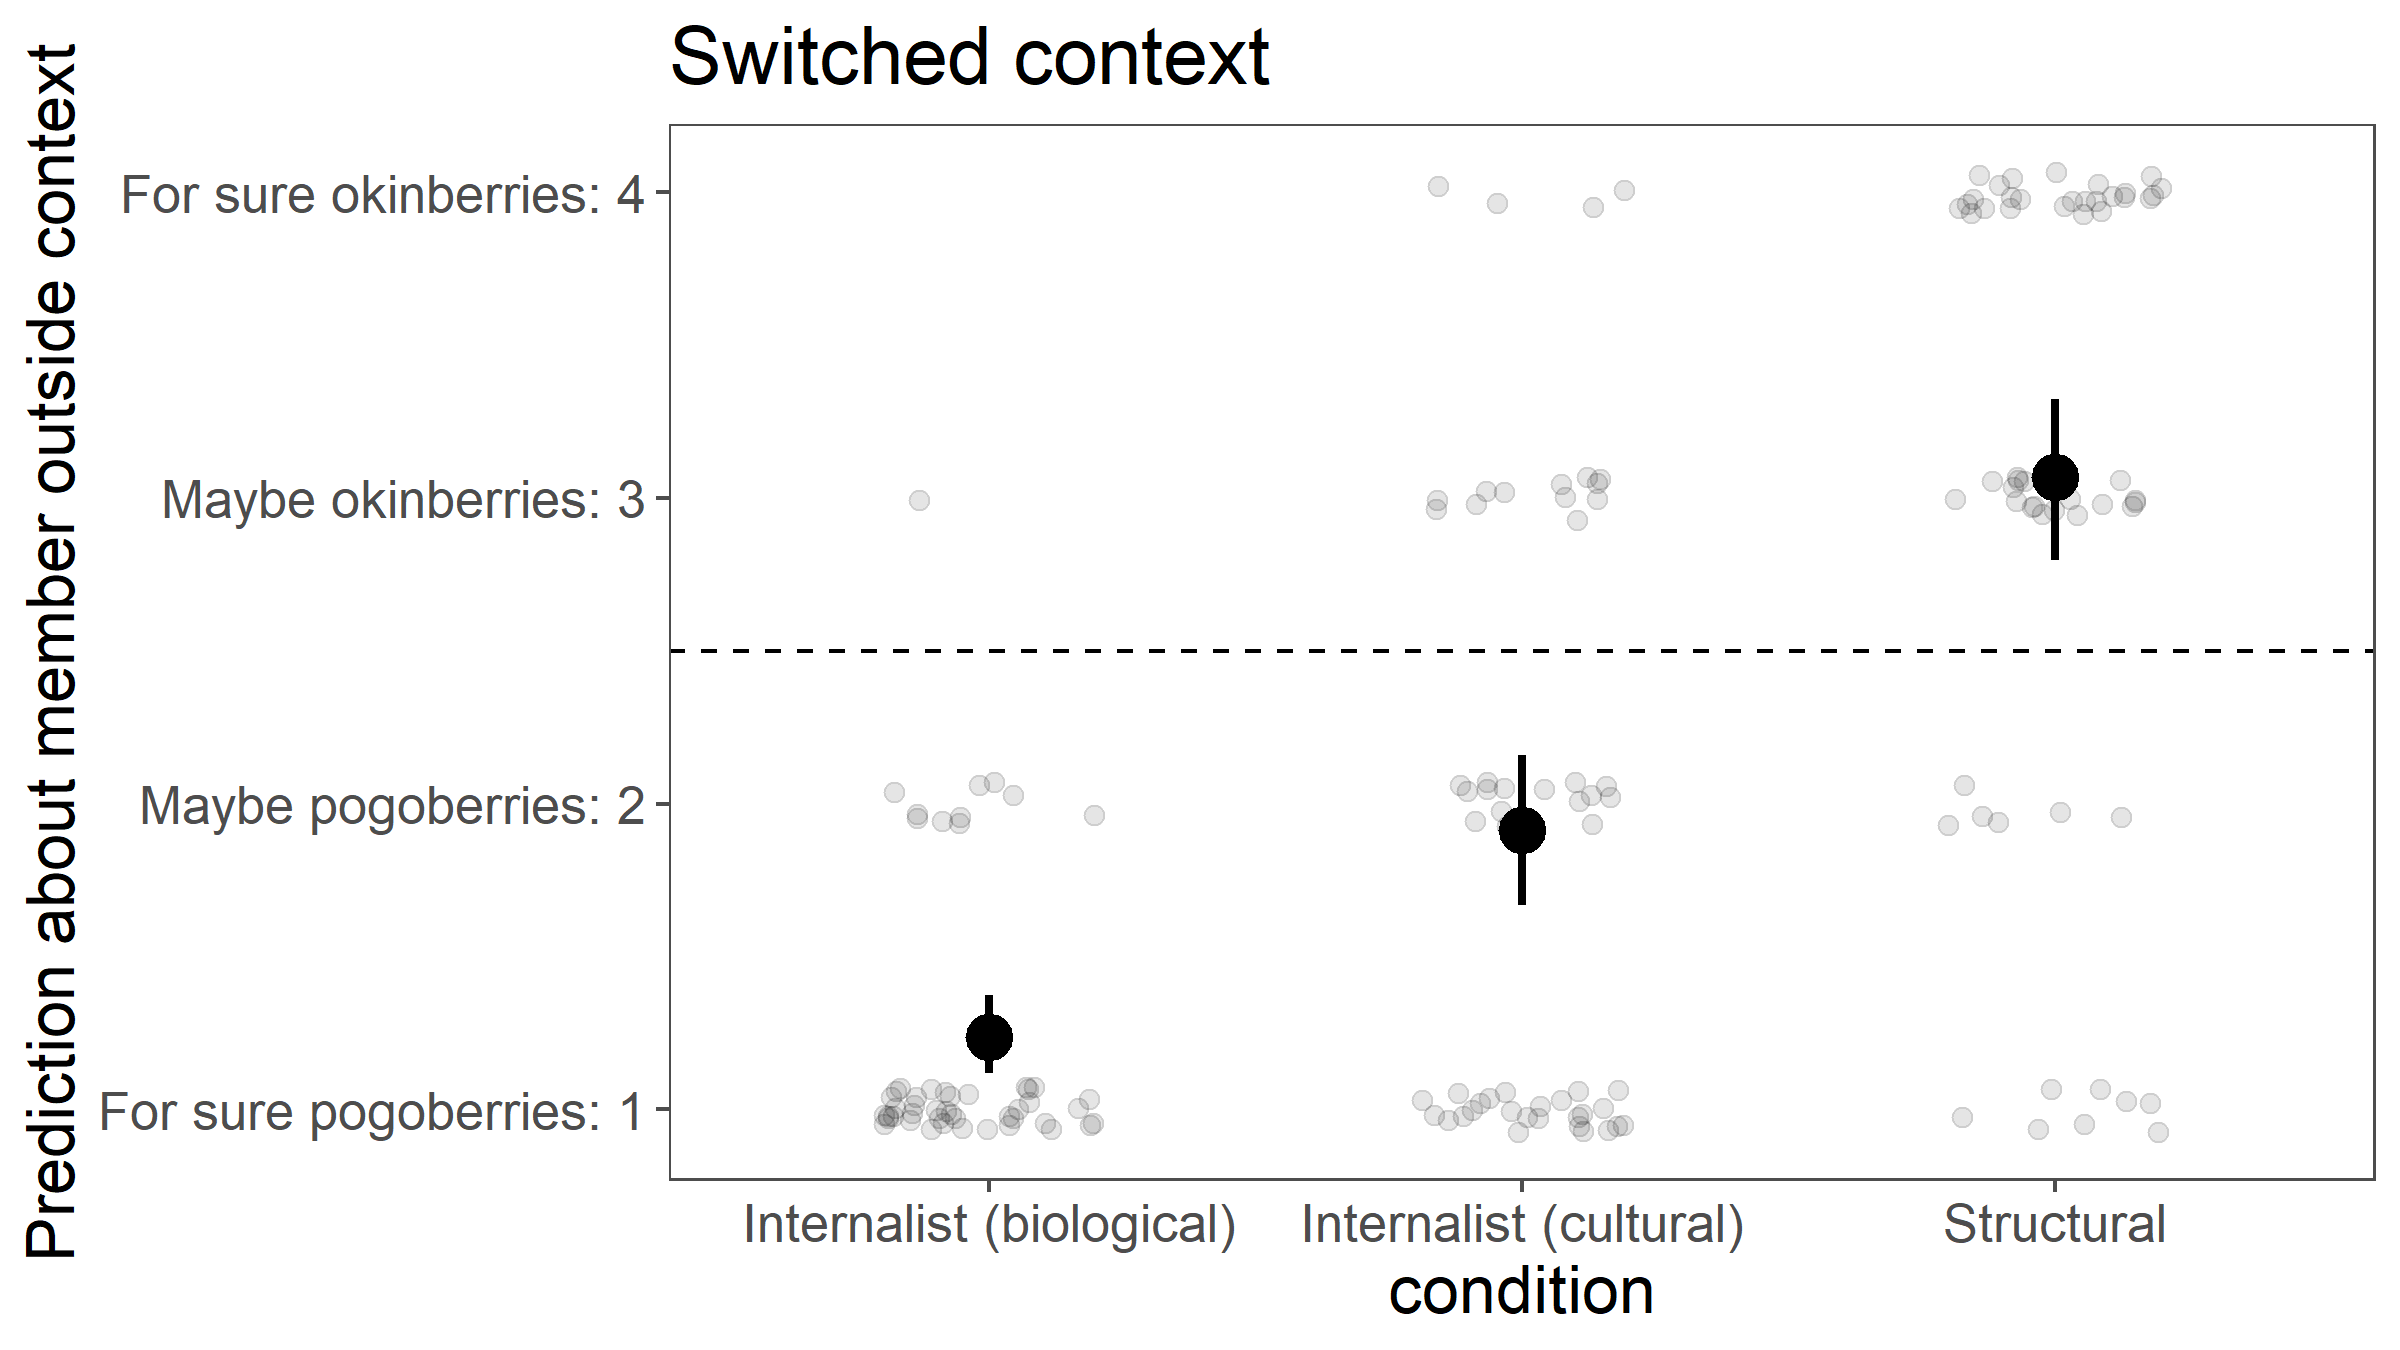 Switched context
Prediction about member outside context
For sure okinberries: 4
Maybe okinberries: 3
Maybe pogoberries: 2
For sure pogoberries: 1
Internalist (biological)
Internalist (cultural)
Structural
condition